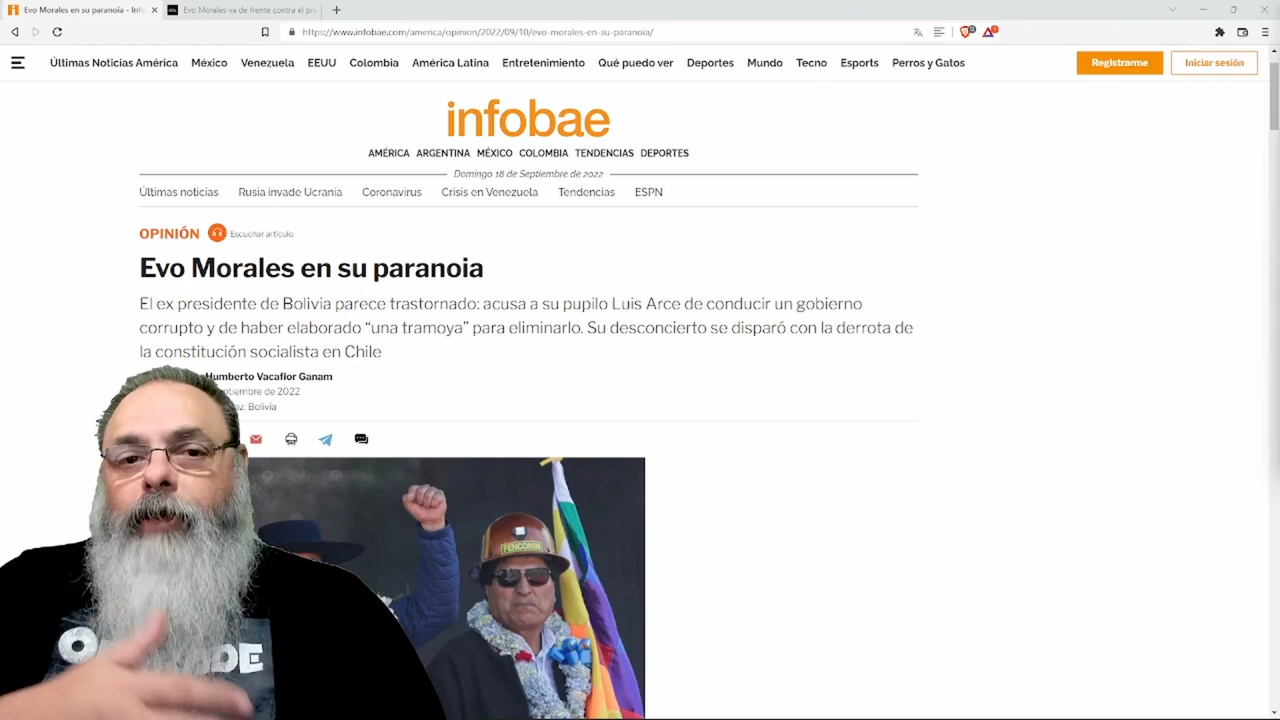 Evo Morales en su paranoia - Info
Evo Morales va de frente contra el pre
https://www.infobae.com/america/opinion/2022/09/10/evo-morales-en-su-paranoia/
Últimas Noticias América México Venezuela EEUU Colombia América Latina Entretenimiento Qué puedo ver Deportes Mundo Tecno Esports Perros y Gatos Registrarme Iniciar sesión
infobae
AMÉRICA ARGENTINA MÉXICO COLOMBIA TENDENCIAS DEPORTES
Domingo 18 de Septiembre de 2022
Últimas noticias Rusia invade Ucrania Coronavirus Crisis en Venezuela Tendencias ESPN
OPINIÓN Escuchar artículo
Evo Morales en su paranoia
El ex presidente de Bolivia parece trastornado: acusa a su pupilo Luis Arce de conducir un gobierno
corrupto y de haber elaborado “una tramoya” para eliminarlo. Su desconcierto se disparó con la derrota de
la constitución socialista en Chile
Humberto Vacaflor Ganam
ptiembre de 2022
oz, Bolivia
FENCOMIN